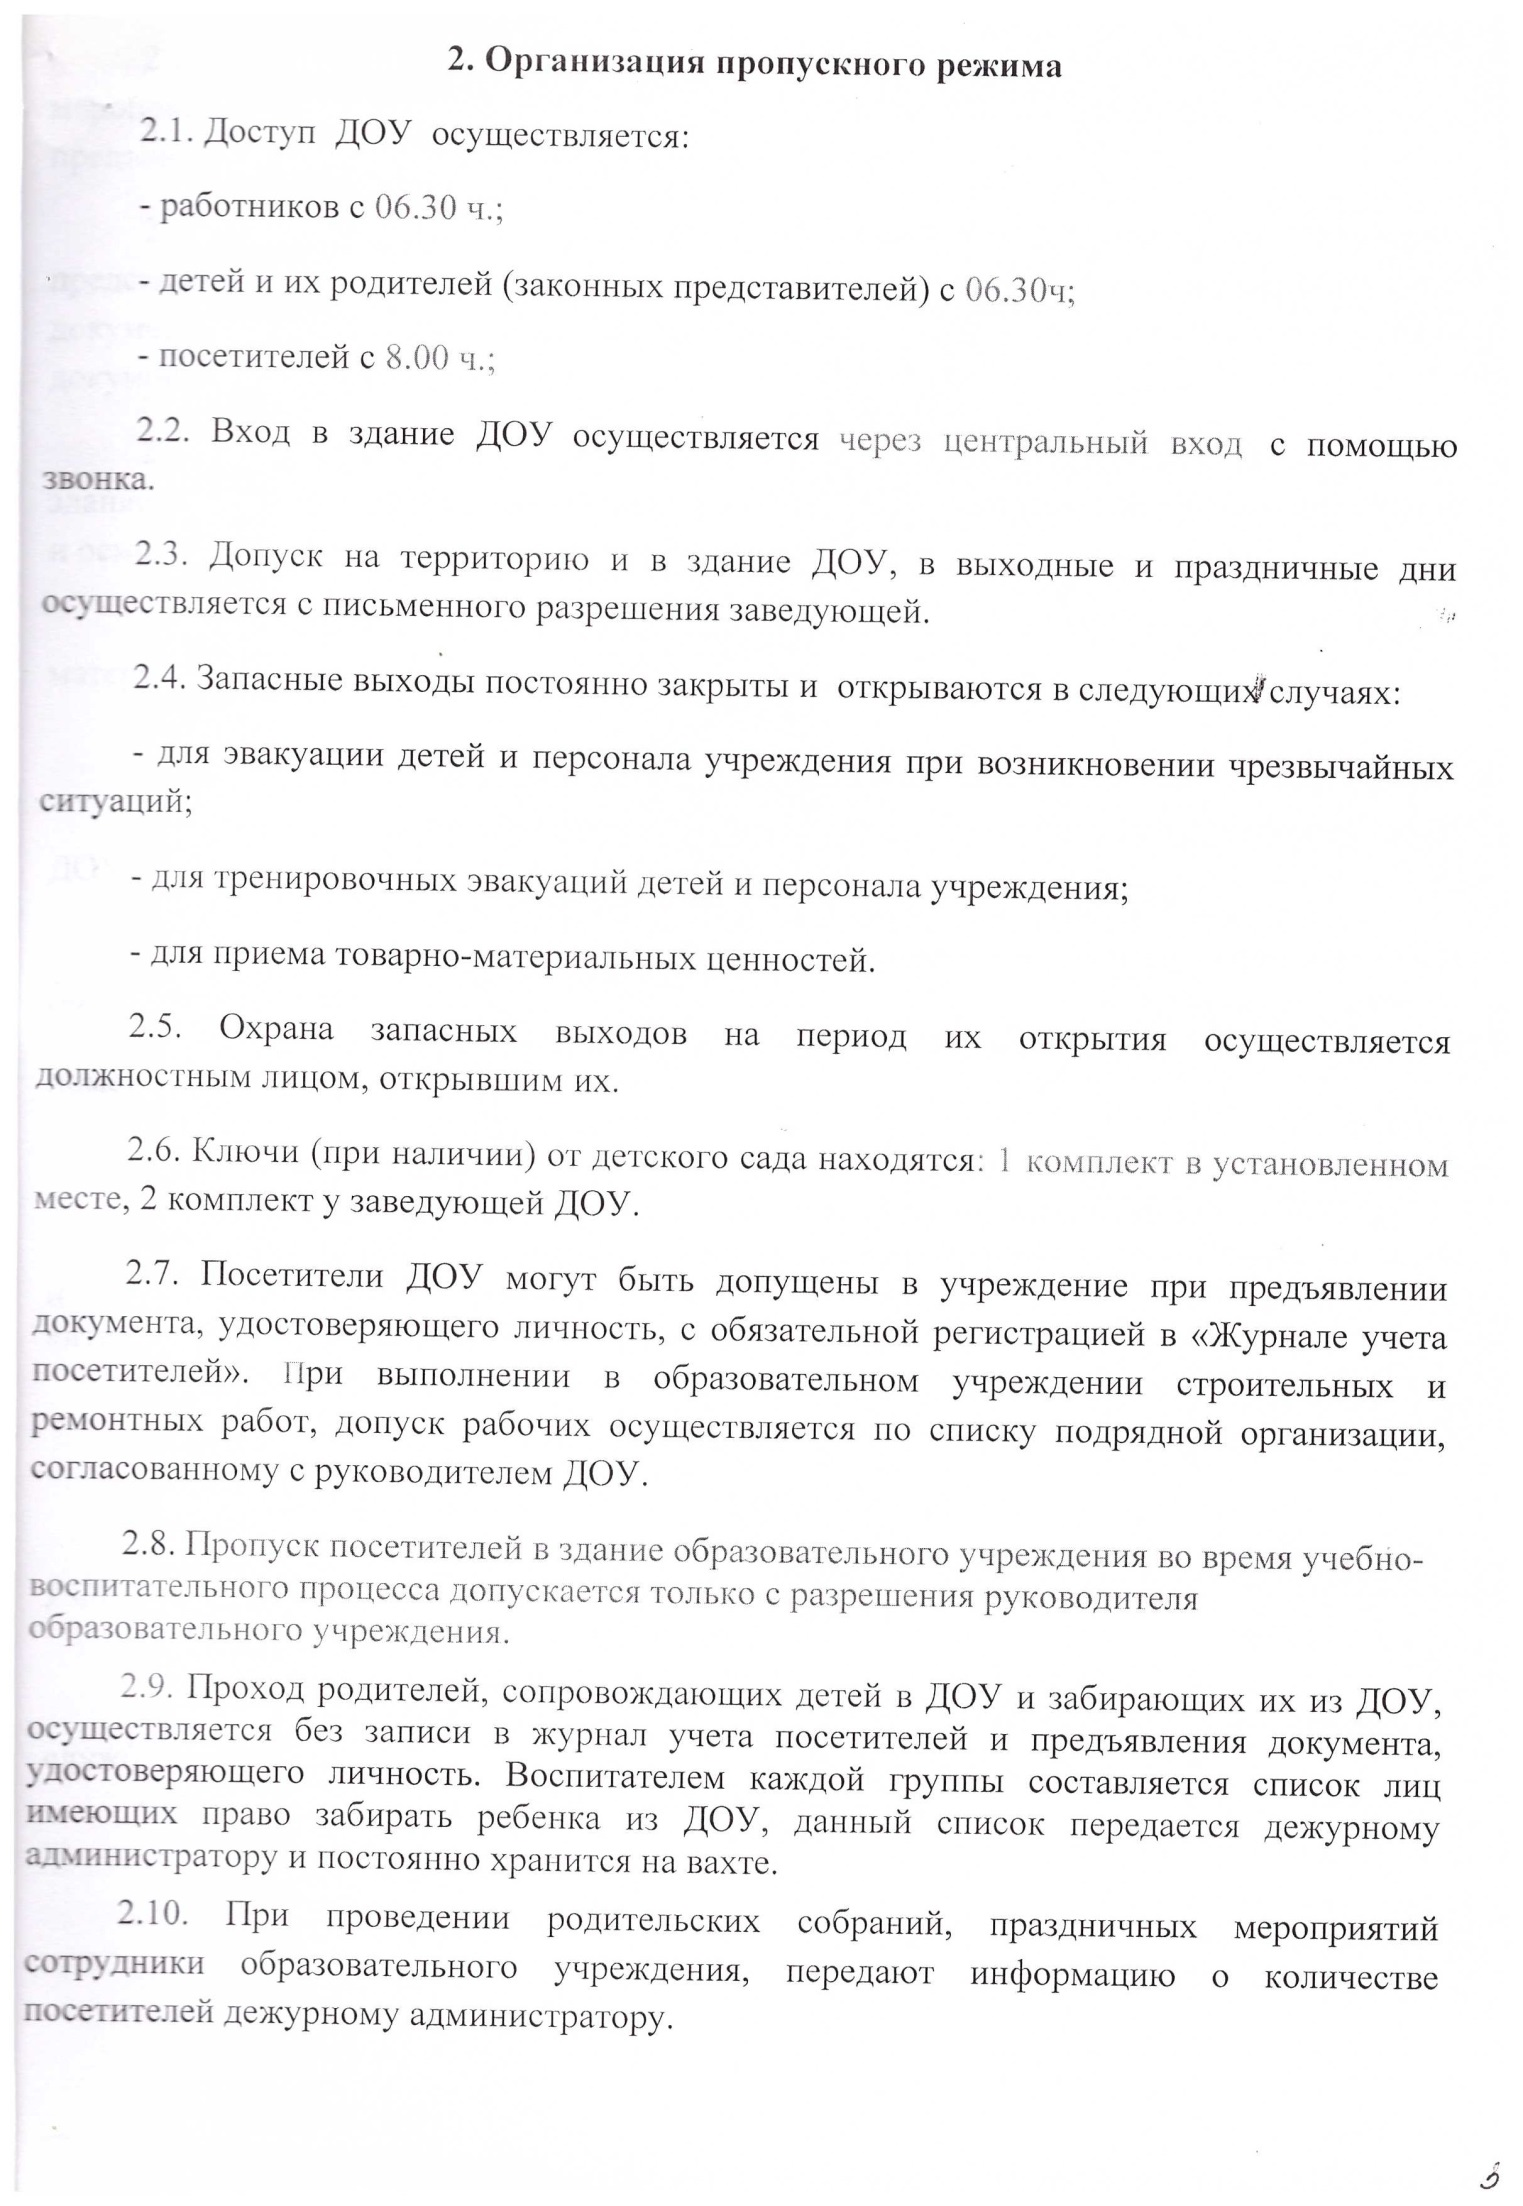 2. Организация пропускного режима
2.1. Доступ ДОУ осуществляется:
- работников с 06.30 ч.;
- детей и их родителей (законных представителей) с 06.30ч;
- посетителей с 8.00 ч.;
2.2. Вход в здание ДОУ осуществляется через центральный вход с помощью
звонка.
2.3. Допуск на территорию и в здание ДОУ, в выходные и праздничные дни
осуществляется с письменного разрешения заведующей.
2.4. Запасные выходы постоянно закрыты и открываются в следующих случаях:
- для эвакуации детей и персонала учреждения при возникновении чрезвычайных
ситуаций;
- для тренировочных эвакуаций детей и персонала учреждения;
- для приема товарно-материальных ценностей.
2.5. Охрана запасных выходов на период их открытия осуществляется
должностным лицом, открывшим их.
2.6. Ключи (при наличии) от детского сада находятся: 1 комплект в установленном
месте, 2 комплект у заведующей ДОУ.
2.7. Посетители ДОУ могут быть допущены в учреждение при предъявлении
документа, удостоверяющего личность, с обязательной регистрацией в «Журнале учета
посетителей». При выполнении в образовательном учреждении строительных и
ремонтных работ, допуск рабочих осуществляется по списку подрядной организации,
согласованному с руководителем ДОУ.
2.8. Пропуск посетителей в здание образовательного учреждения во время учебно-
воспитательного процесса допускается только с разрешения руководителя
образовательного учреждения.
2.9. Проход родителей, сопровождающих детей в ДОУ и забирающих их из ДОУ,
осуществляется без записи в журнал учета посетителей и предъявления документа,
удостоверяющего личность. Воспитателем каждой группы составляется список лиц
имеющих право забирать ребенка из ДОУ, данный список передается дежурному
администратору и постоянно хранится на вахте.
2.10. При проведении родительских собраний, праздничных мероприятий
сотрудники образовательного учреждения, передают информацию о количестве
посетителей дежурному администратору.
3